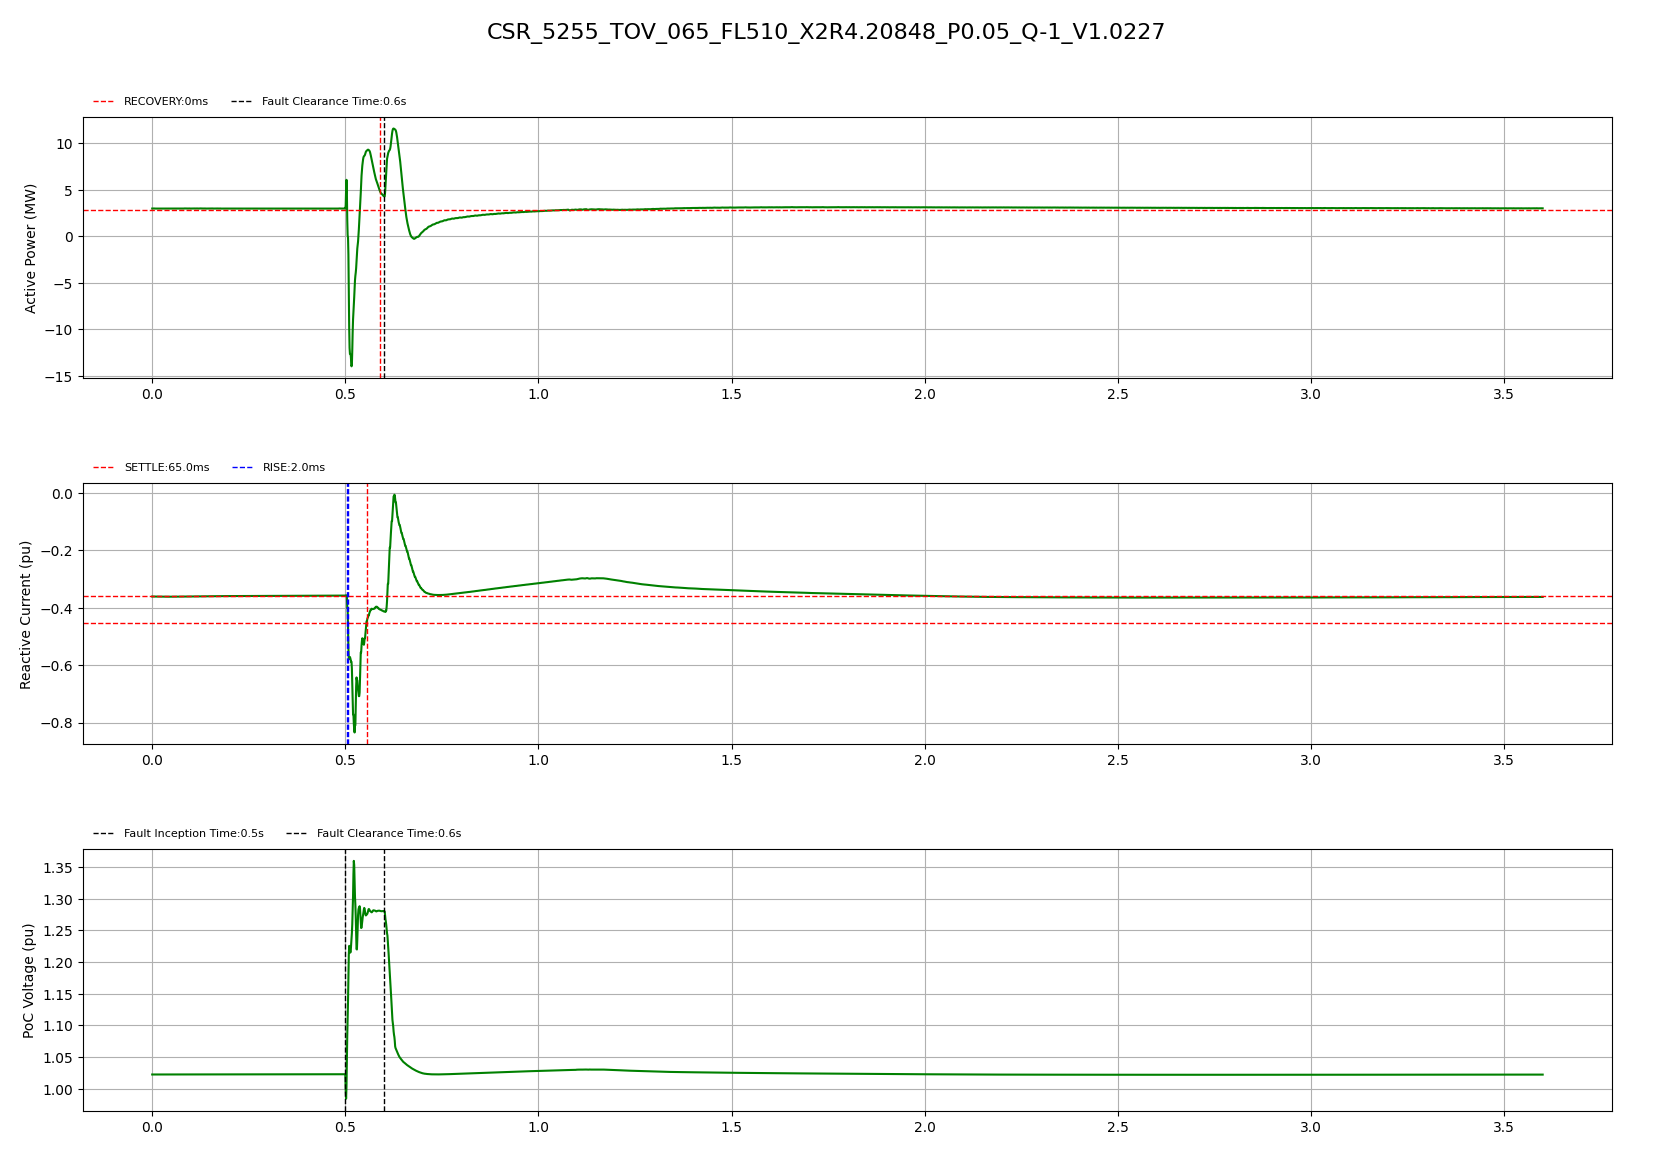 CSR_5255_TOV_065_FL510_X2R4.20848_P0.05_Q-1_V1.0227
RECOVERY:0ms Fault Clearance Time:0.6s
Active Power (MW)
10
5
0
−5
−10
−15
0.0 0.5 1.0 1.5 2.0 2.5 3.0 3.5
SETTLE:65.0ms RISE:2.0ms
Reactive Current (pu)
0.0
−0.2
−0.4
−0.6
−0.8
0.0 0.5 1.0 1.5 2.0 2.5 3.0 3.5
Fault Inception Time:0.5s Fault Clearance Time:0.6s
PoC Voltage (pu)
1.35
1.30
1.25
1.20
1.15
1.10
1.05
1.00
0.0 0.5 1.0 1.5 2.0 2.5 3.0 3.5